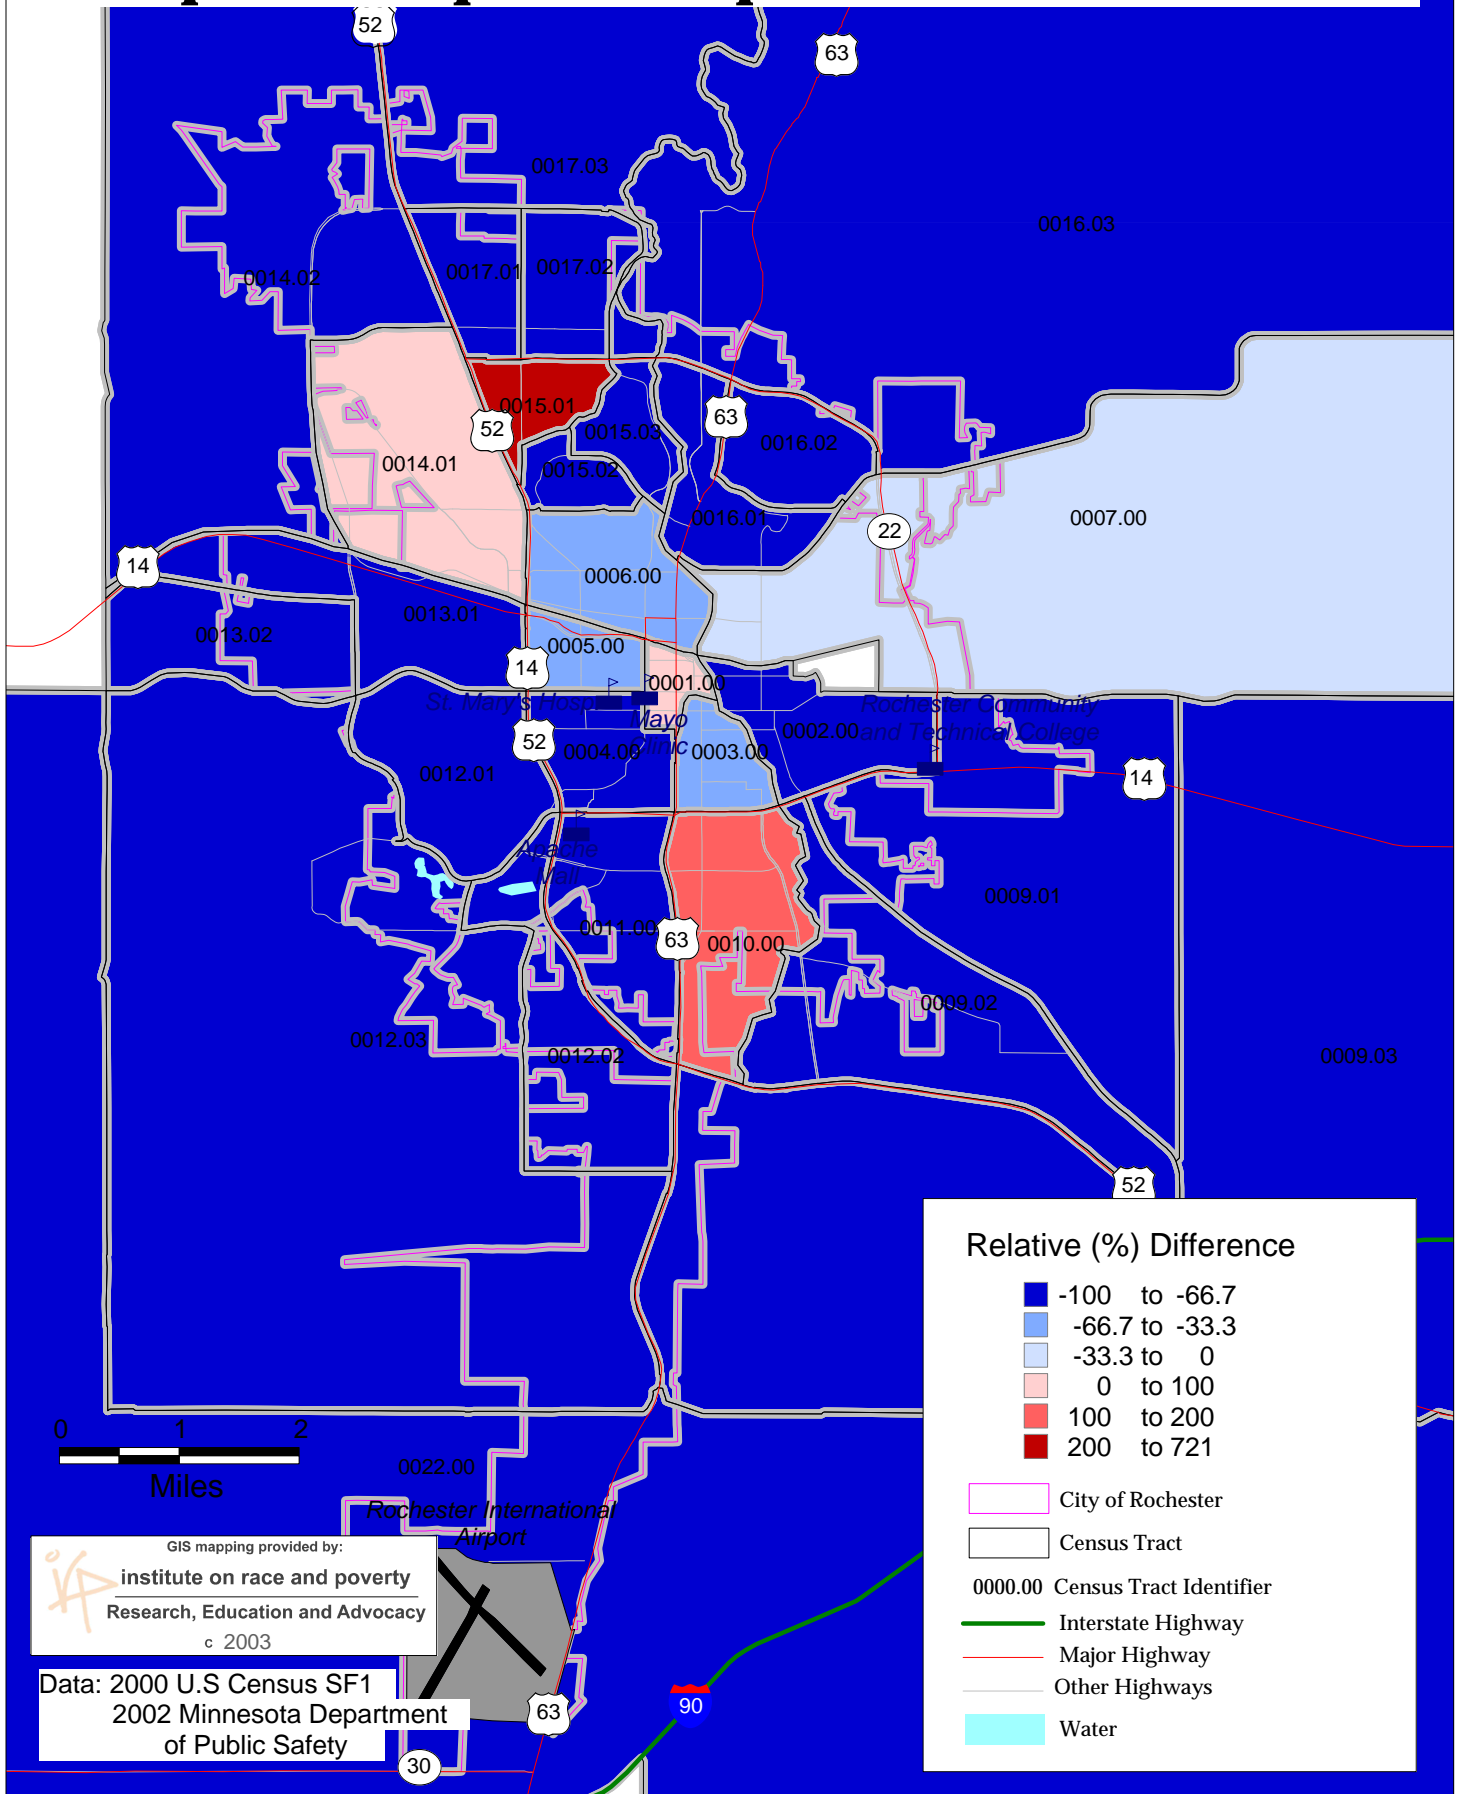 52
63
0017.03
0016.03
0017.01
0017.02
0014.02
0015.01
52
63
0015.03
0016.02
0014.01
0015.02
0016.01
0007.00
22
14
0006.00
0013.01
0013.02
0005.00
14
0001.00
St. Mary's Hosp
Mayo
Clinic
Rochester Community
and Technical College
0002.00
52
0004.00
0003.00
0012.01
14
Apache
Mall
0009.01
0011.00
63
0010.00
0009.02
0012.03
0012.02
0009.03
52
Relative (%) Difference
-100 to -66.7
-66.7 to -33.3
-33.3 to 0
0 to 100
100 to 200
200 to 721
City of Rochester
Census Tract
0000.00 Census Tract Identifier
Interstate Highway
Major Highway
Other Highways
Water
0 1 2
Miles
0022.00
Rochester International
Airport
GIS mapping provided by:
institute on race and poverty
Research, Education and Advocacy
c 2003
Data: 2000 U.S Census SF1
2002 Minnesota Department
of Public Safety
63
90
30